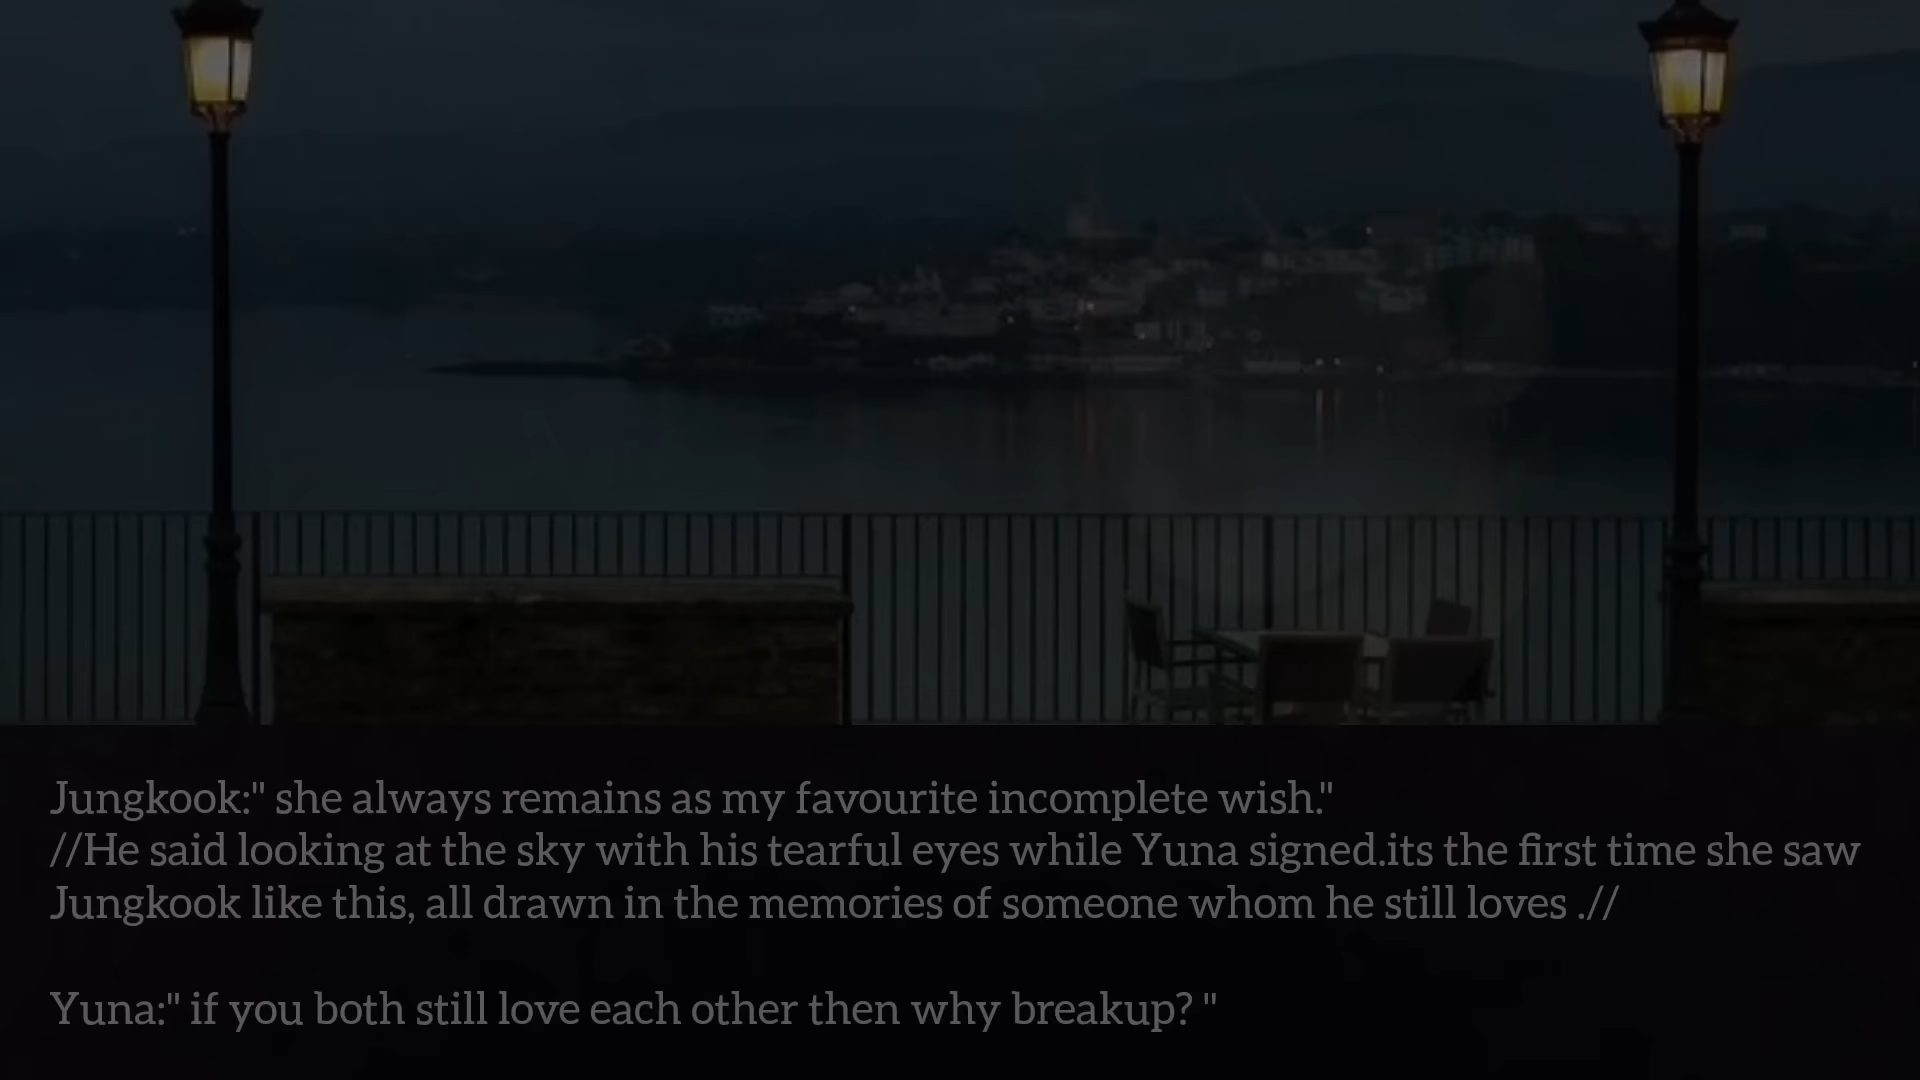 Jungkook:" she always remains as my favourite incomplete wish."
//He said looking at the sky with his tearful eyes while Yuna signed.its the first time she saw
Jungkook like this, all drawn in the memories of someone whom he still loves .//
Yuna:" if you both still love each other then why breakup? "